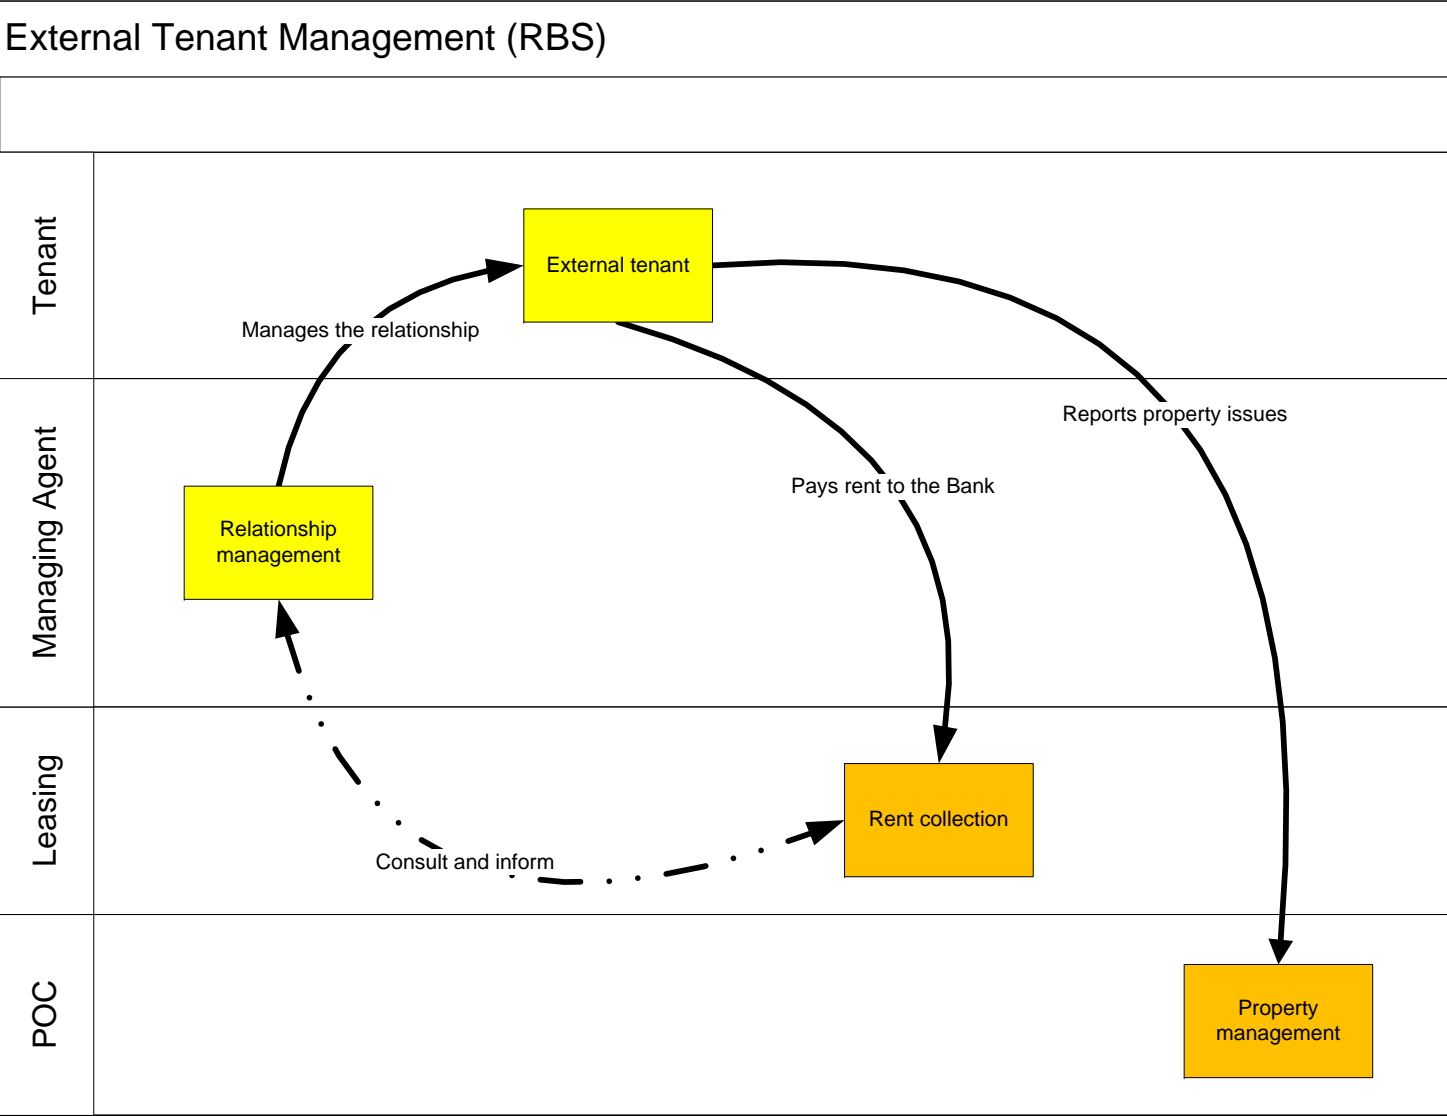 External Tenant Management (RBS)
Tenant
External tenant
Manages the relationship
Reports property issues
Managing Agent
Pays rent to the Bank
Relationship
management
Leasing
Rent collection
Consult and inform
POC
Property
management